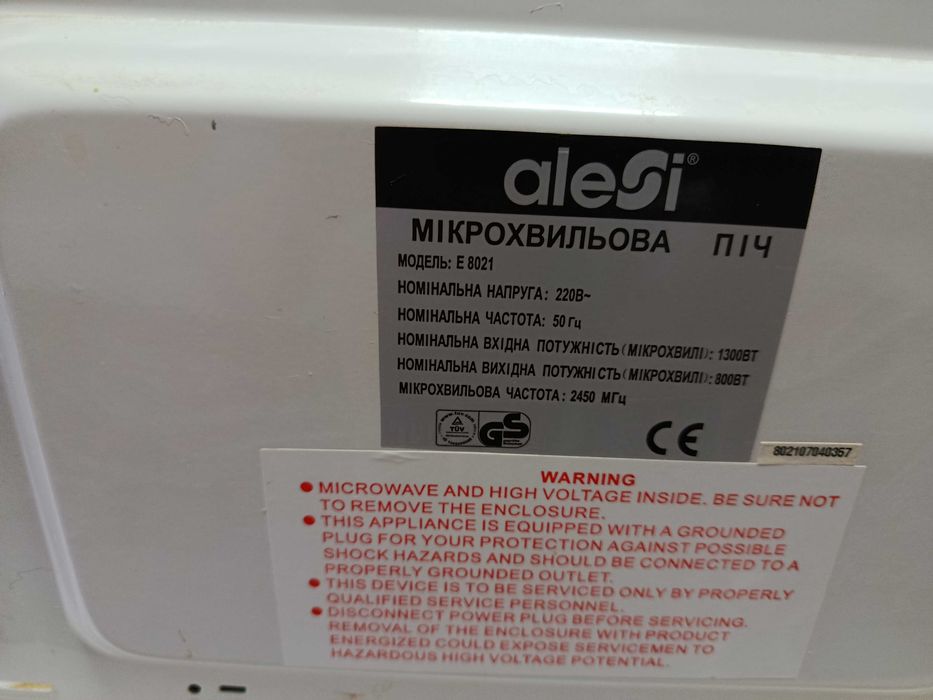 alesi®
МІКРОХВИЛЬОВА ПІЧ
МОДЕЛЬ: E 8021
НОМІНАЛЬНА НАПРУГА: 220В~
НОМІНАЛЬНА ЧАСТОТА: 50 Гц
НОМІНАЛЬНА ВХІДНА ПОТУЖНІСТЬ (МІКРОХВИЛІ): 1300ВТ
НОМІНАЛЬНА ВИХІДНА ПОТУЖНІСТЬ (МІКРОХВИЛІ): 800ВТ
МІКРОХВИЛЬОВА ЧАСТОТА: 2450 МГц
TÜV GS CE
802107040357
WARNING
• MICROWAVE AND HIGH VOLTAGE INSIDE. BE SURE NOT
TO REMOVE THE ENCLOSURE.
• THIS APPLIANCE IS EQUIPPED WITH A GROUNDED
PLUG FOR YOUR PROTECTION AGAINST POSSIBLE
SHOCK HAZARDS AND SHOULD BE CONNECTED TO A
PROPERLY GROUNDED OUTLET.
• THIS DEVICE IS TO BE SERVICED ONLY BY PROPERLY
QUALIFIED SERVICE PERSONNEL.
• DISCONNECT POWER PLUG BEFORE SERVICING.
REMOVAL OF THE ENCLOSURE WITH PRODUCT
ENERGIZED COULD EXPOSE SERVICEMEN TO
HAZARDOUS HIGH VOLTAGE POTENTIAL.